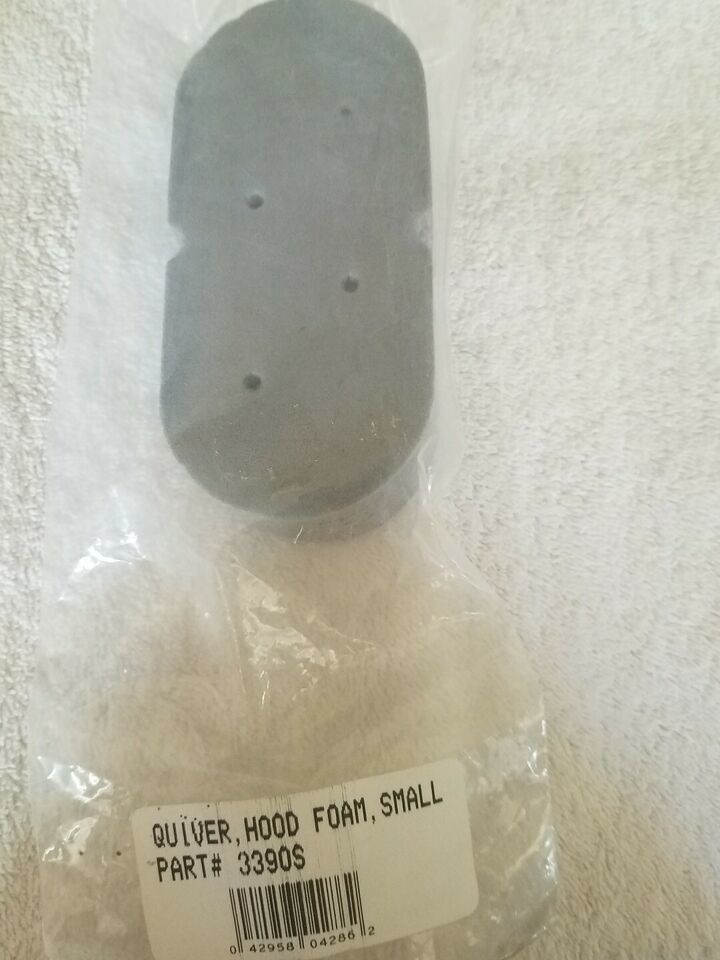 QUIVER,HOOD FOAM,SMALL
PART# 3390S
0 42958 04286 2